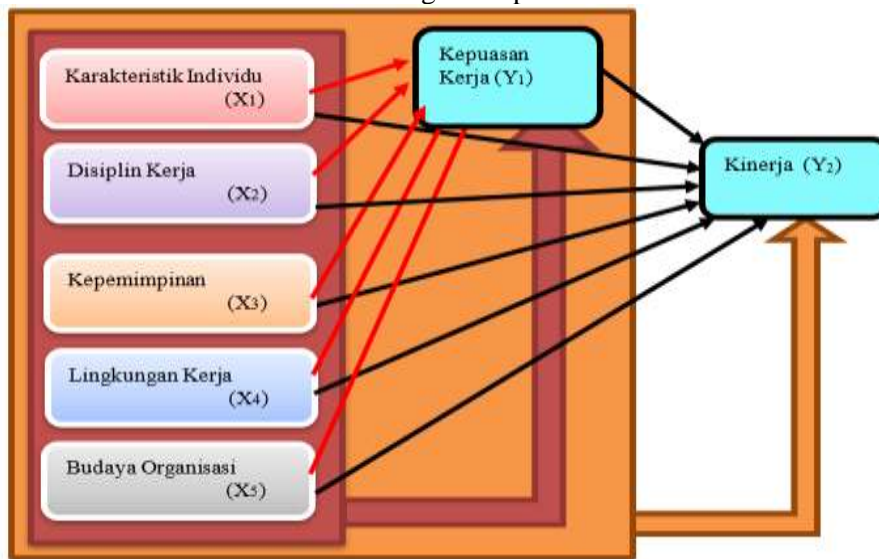 Karakteristik Individu
(X1)
Disiplin Kerja
(X2)
Kepemimpinan
(X3)
Lingkungan Kerja
(X4)
Budaya Organisasi
(X5)
Kepuasan
Kerja (Y1)
Kinerja (Y2)